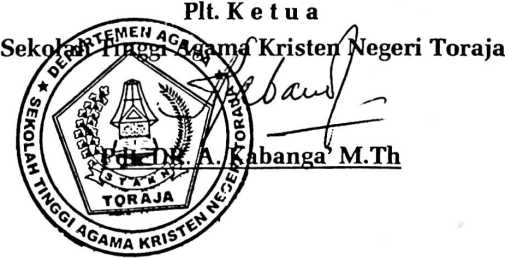 Plt. K e t u a
Sekolah Tinggi Agama Kristen Negeri Toraja
Pdt. DR. A. Kabanga' M.Th
DEPARTEMEN AGAMA
SEKOLAH TINGGI AGAMA KRISTEN NEGERI TORAJA
S T A K N
TORAJA